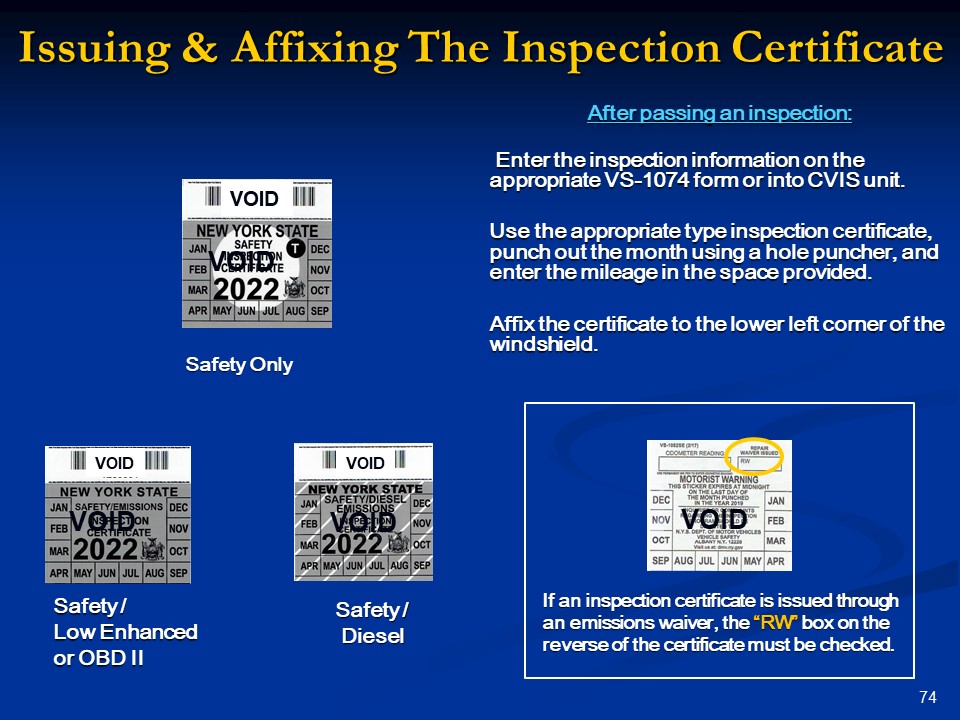 Issuing & Affixing The Inspection Certificate
After passing an inspection:
Enter the inspection information on the
appropriate VS-1074 form or into CVIS unit.
Use the appropriate type inspection certificate,
punch out the month using a hole puncher, and
enter the mileage in the space provided.
Affix the certificate to the lower left corner of the
windshield.
VOID
NEW YORK STATE
JAN SAFETY T DEC
VOID
INSPECTION
FEB CERTIFICATE NOV
MAR 2022 OCT
APR MAY JUN JUL AUG SEP
Safety Only
VOID
NEW YORK STATE
JAN SAFETY/EMISSIONS DEC
VOID
FEB INSPECTION NOV
CERTIFICATE
MAR 2022 OCT
APR MAY JUN JUL AUG SEP
Safety /
Low Enhanced
or OBD II
VOID
NEW YORK STATE
JAN SAFETY/DIESEL DEC
EMISSIONS
VOID
FEB INSPECTION NOV
MAR 2022 OCT
APR MAY JUN JUL AUG SEP
Safety /
Diesel
VS-1082SE (2/17)
REPAIR
ODOMETER READING WAIVER ISSUED
RW
MOTORIST WARNING
THIS STICKER EXPIRES AT MIDNIGHT
ON THE LAST DAY OF
DEC THE MONTH PUNCHED JAN
IN THE YEAR 2019
VOID
NOV FEB
N.Y.S. DEPT. OF MOTOR VEHICLES
OCT VEHICLE SAFETY MAR
ALBANY N.Y. 12228
Visit us at: dmv.ny.gov
SEP AUG JUL JUN MAY APR
If an inspection certificate is issued through
an emissions waiver, the “RW” box on the
reverse of the certificate must be checked.
74